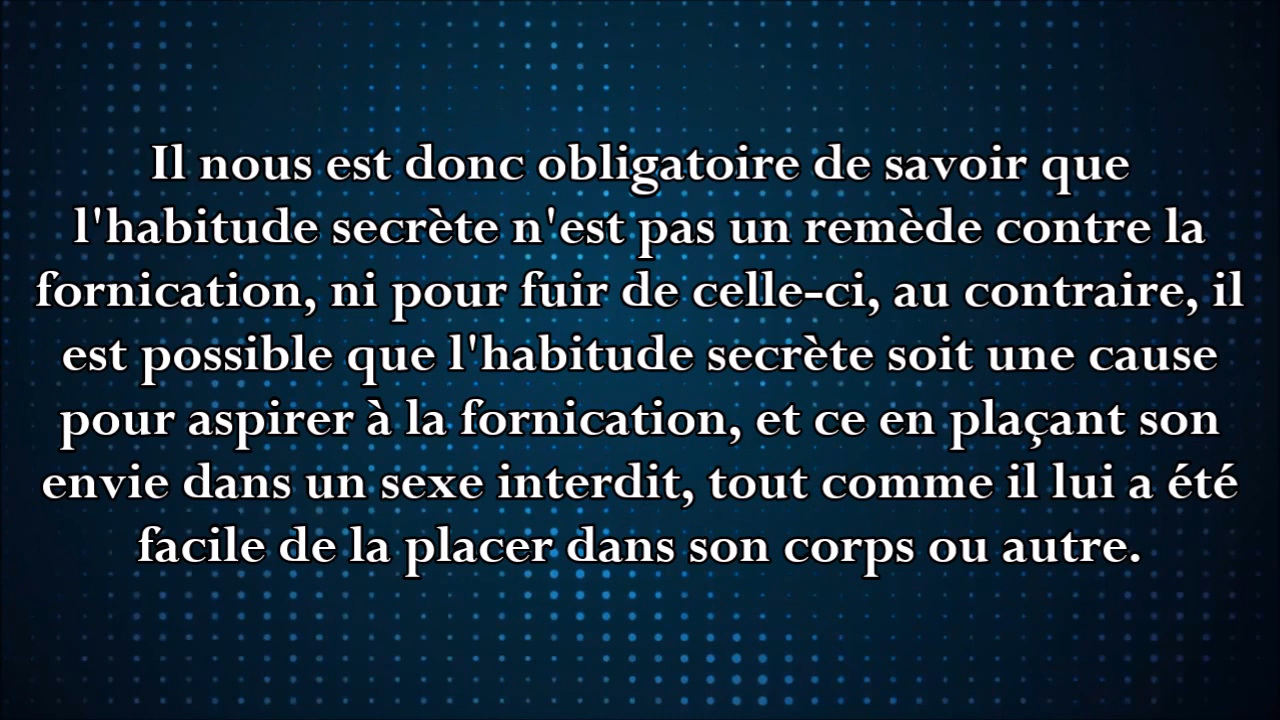 Il nous est donc obligatoire de savoir que
l'habitude secrète n'est pas un remède contre la
fornication, ni pour fuir de celle-ci, au contraire, il
est possible que l'habitude secrète soit une cause
pour aspirer à la fornication, et ce en plaçant son
envie dans un sexe interdit, tout comme il lui a été
facile de la placer dans son corps ou autre.